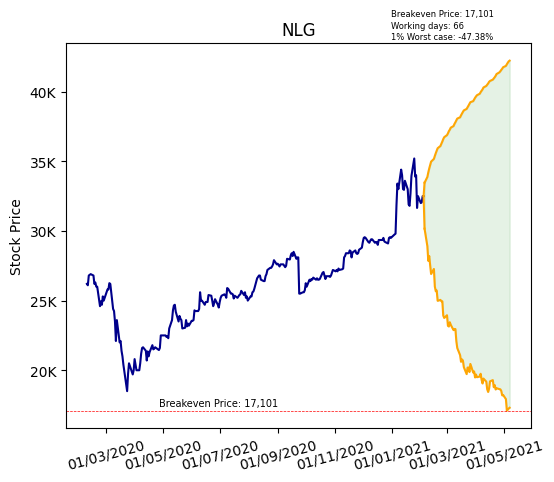 Breakeven Price: 17,101
Working days: 66
1% Worst case: -47.38%
NLG
Stock Price
40K
35K
30K
25K
20K
Breakeven Price: 17,101
01/03/2020
01/05/2020
01/07/2020
01/09/2020
01/11/2020
01/01/2021
01/03/2021
01/05/2021